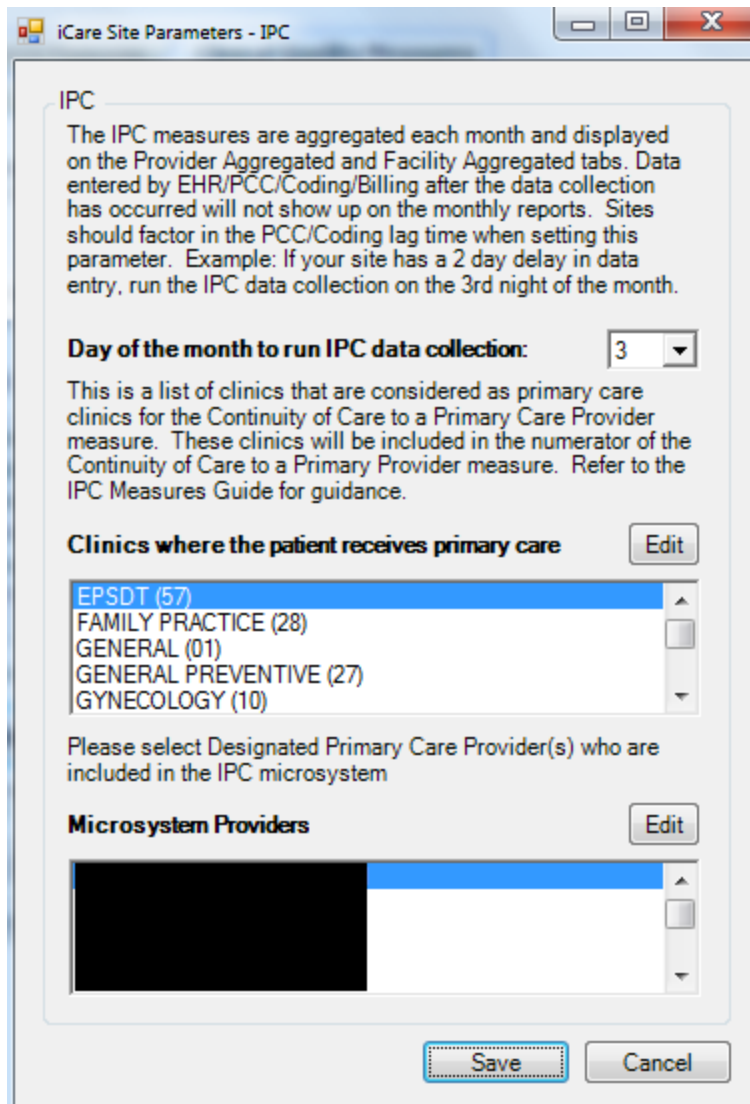 iCare Site Parameters - IPC
IPC
The IPC measures are aggregated each month and displayed
on the Provider Aggregated and Facility Aggregated tabs. Data
entered by EHR/PCC/Coding/Billing after the data collection
has occurred will not show up on the monthly reports.  Sites
should factor in the PCC/Coding lag time when setting this
parameter.  Example: If your site has a 2 day delay in data
entry, run the IPC data collection on the 3rd night of the month.
Day of the month to run IPC data collection: 3
This is a list of clinics that are considered as primary care
clinics for the Continuity of Care to a Primary Care Provider
measure.  These clinics will be included in the numerator of the
Continuity of Care to a Primary Provider measure.  Refer to the
IPC Measures Guide for guidance.
Clinics where the patient receives primary care Edit
EPSDT (57)
FAMILY PRACTICE (28)
GENERAL (01)
GENERAL PREVENTIVE (27)
GYNECOLOGY (10)
Please select Designated Primary Care Provider(s) who are
included in the IPC microsystem
Microsystem Providers Edit
Save Cancel